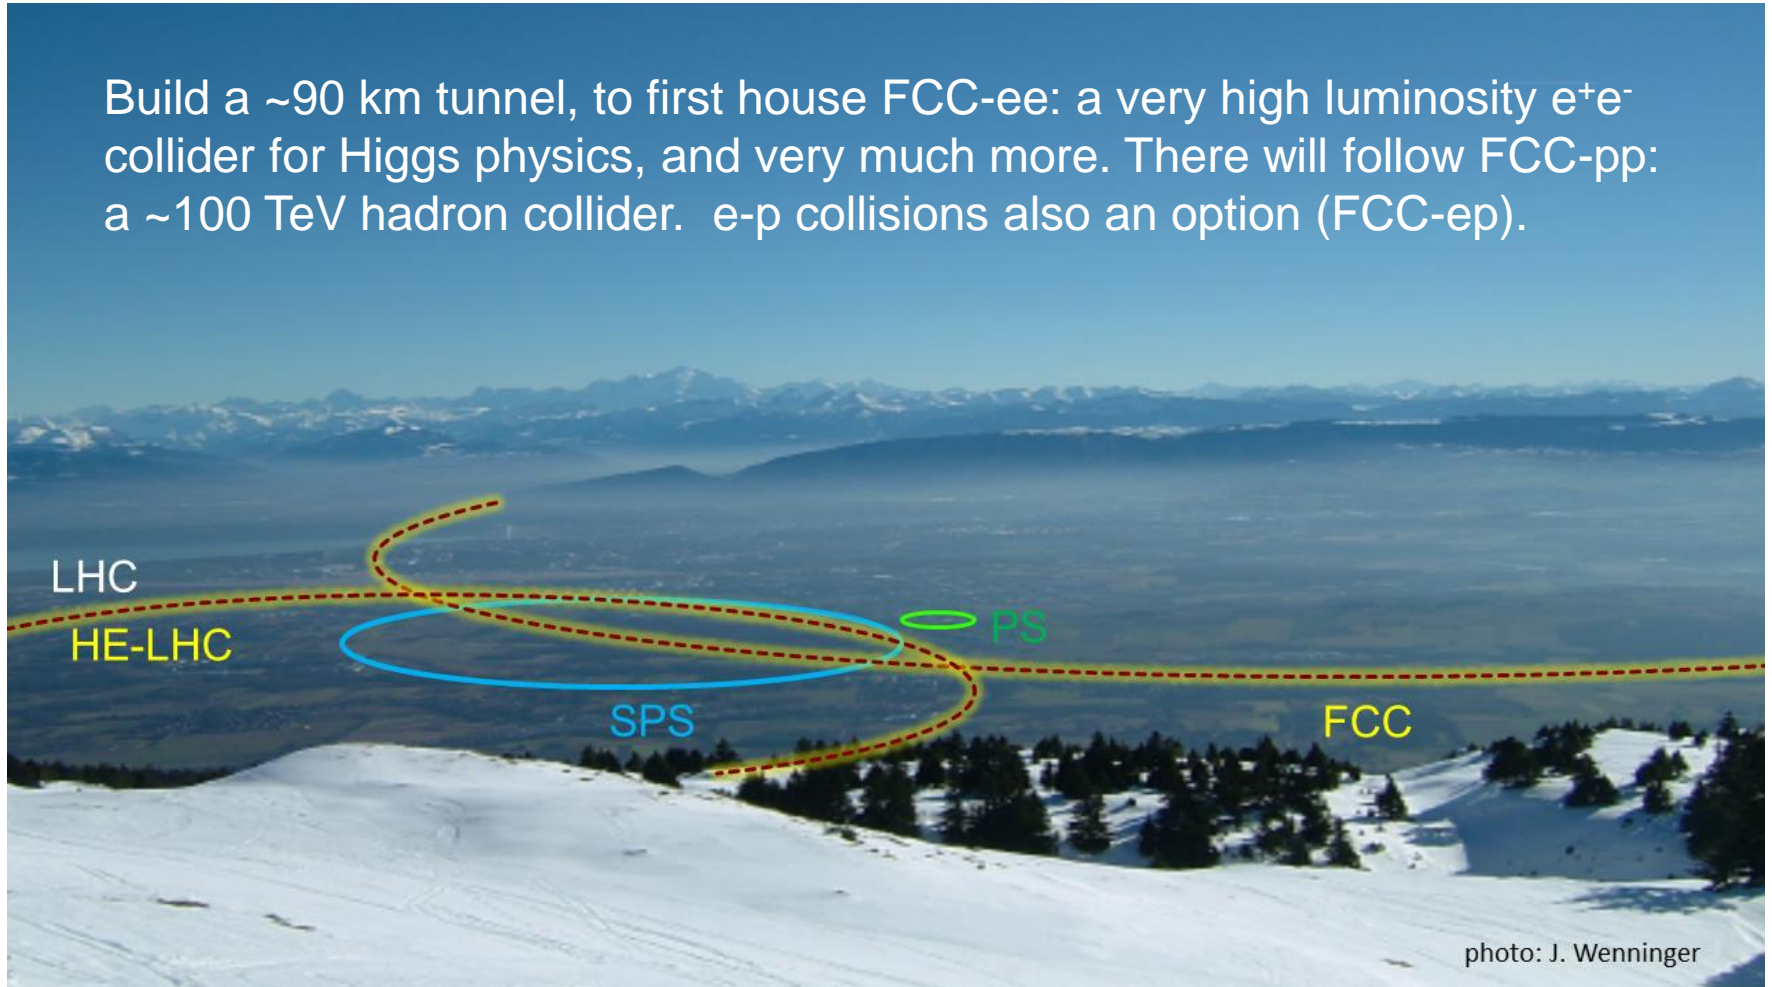 Build a ~90 km tunnel, to first house FCC-ee: a very high luminosity e⁺e⁻
collider for Higgs physics, and very much more. There will follow FCC-pp:
a ~100 TeV hadron collider.  e-p collisions also an option (FCC-ep).
LHC
HE-LHC
PS
SPS
FCC
photo: J. Wenninger